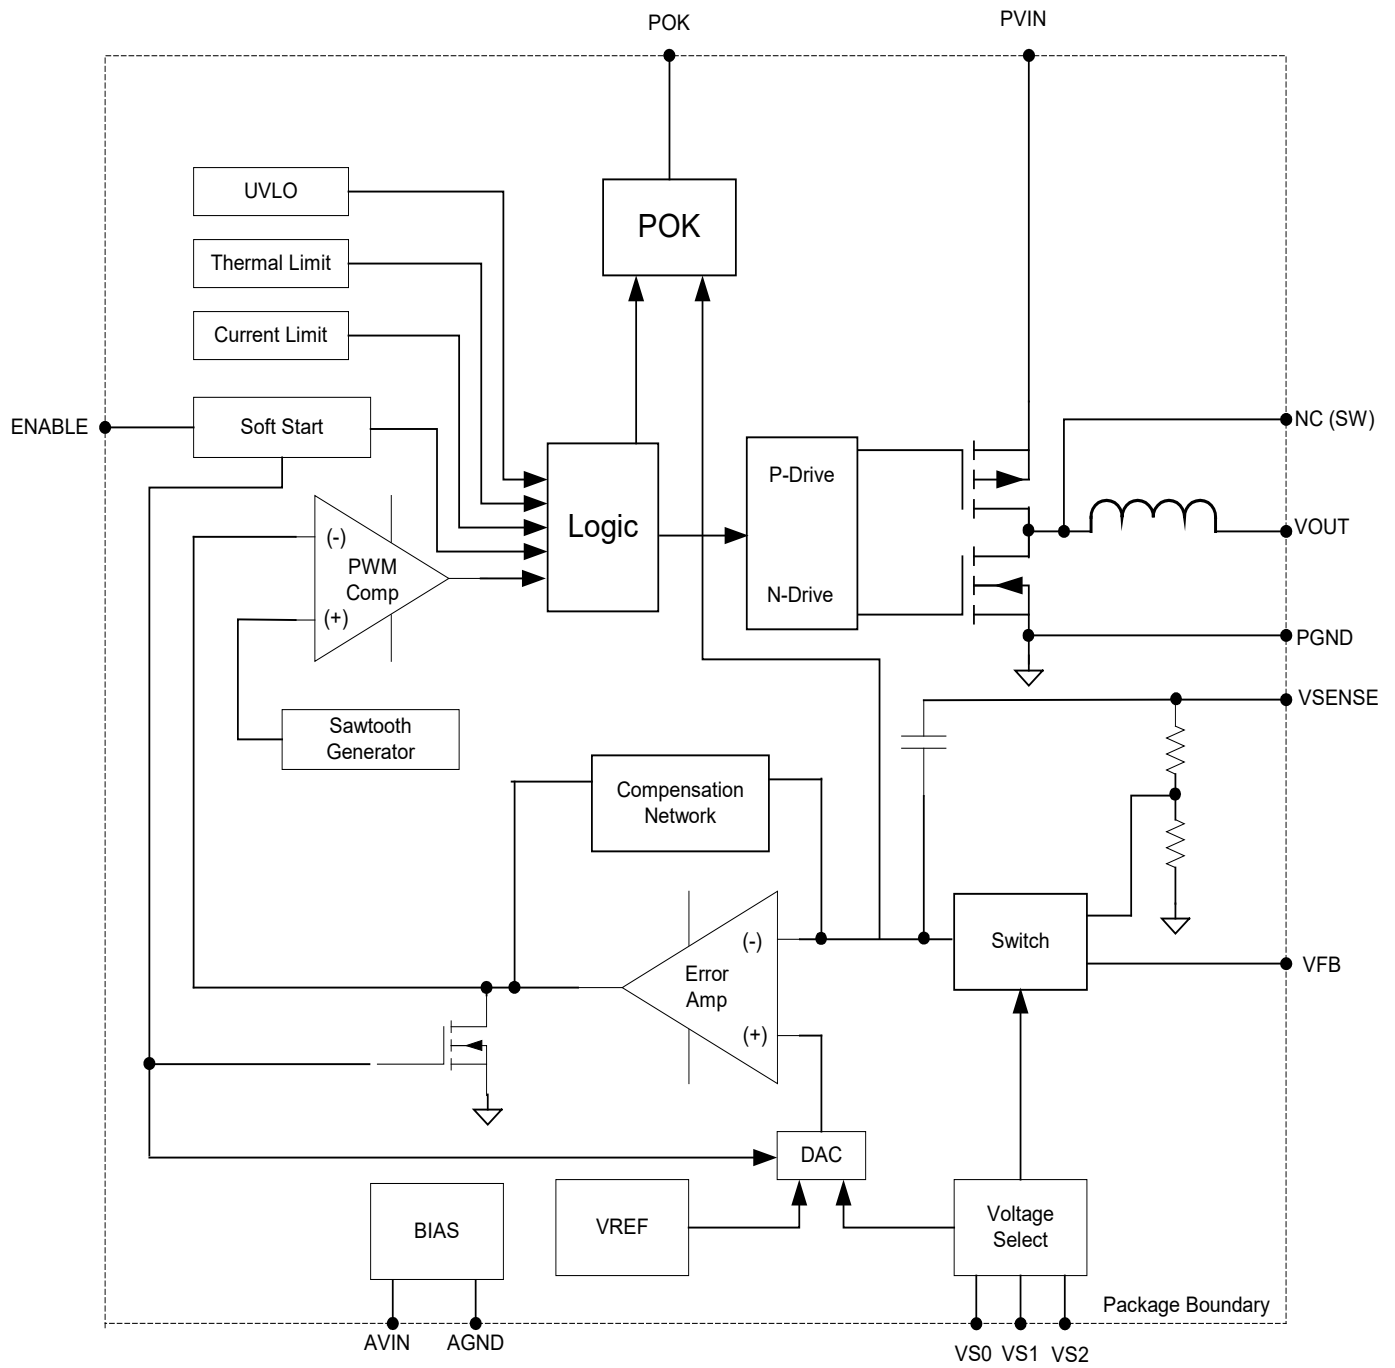 POK
PVIN
UVLO
POK
Thermal Limit
Current Limit
ENABLE
Soft Start
NC (SW)
P-Drive
Logic
VOUT
(-)
PWM
Comp
(+)
N-Drive
PGND
VSENSE
Sawtooth
Generator
Compensation
Network
(-)
Switch
VFB
Error
Amp
(+)
DAC
BIAS
VREF
Voltage
Select
Package Boundary
AVIN
AGND
VS0
VS1
VS2